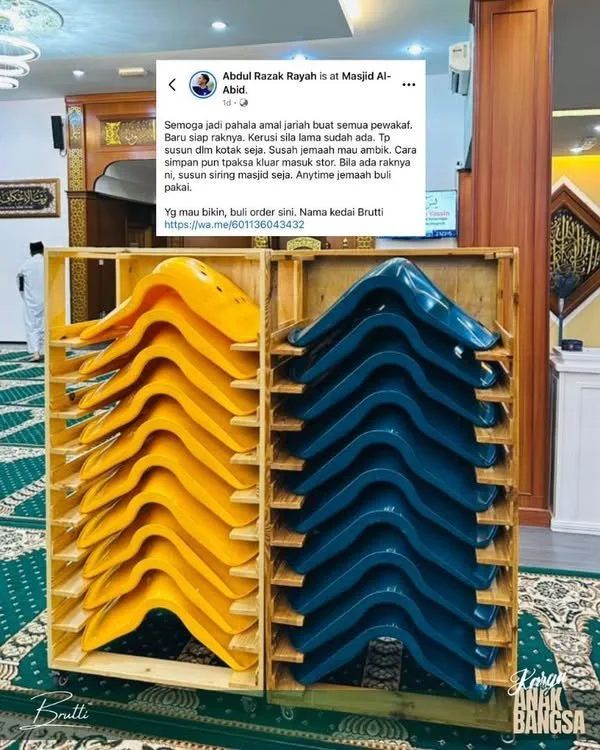 Abdul Razak Rayah is at Masjid Al-
Abid.
1d
Semoga jadi pahala amal jariah buat semua pewakaf.
Baru siap raknya. Kerusi sila lama sudah ada. Tp
susun dlm kotak seja. Susah jemaah mau ambik. Cara
simpan pun tpaksa kluar masuk stor. Bila ada raknya
ni, susun siring masjid seja. Anytime jemaah buli
pakai.
Yg mau bikin, buli order sini. Nama kedai Brutti
https://wa.me/601136043432
Brutti
Karya
ANAK
BANGSA